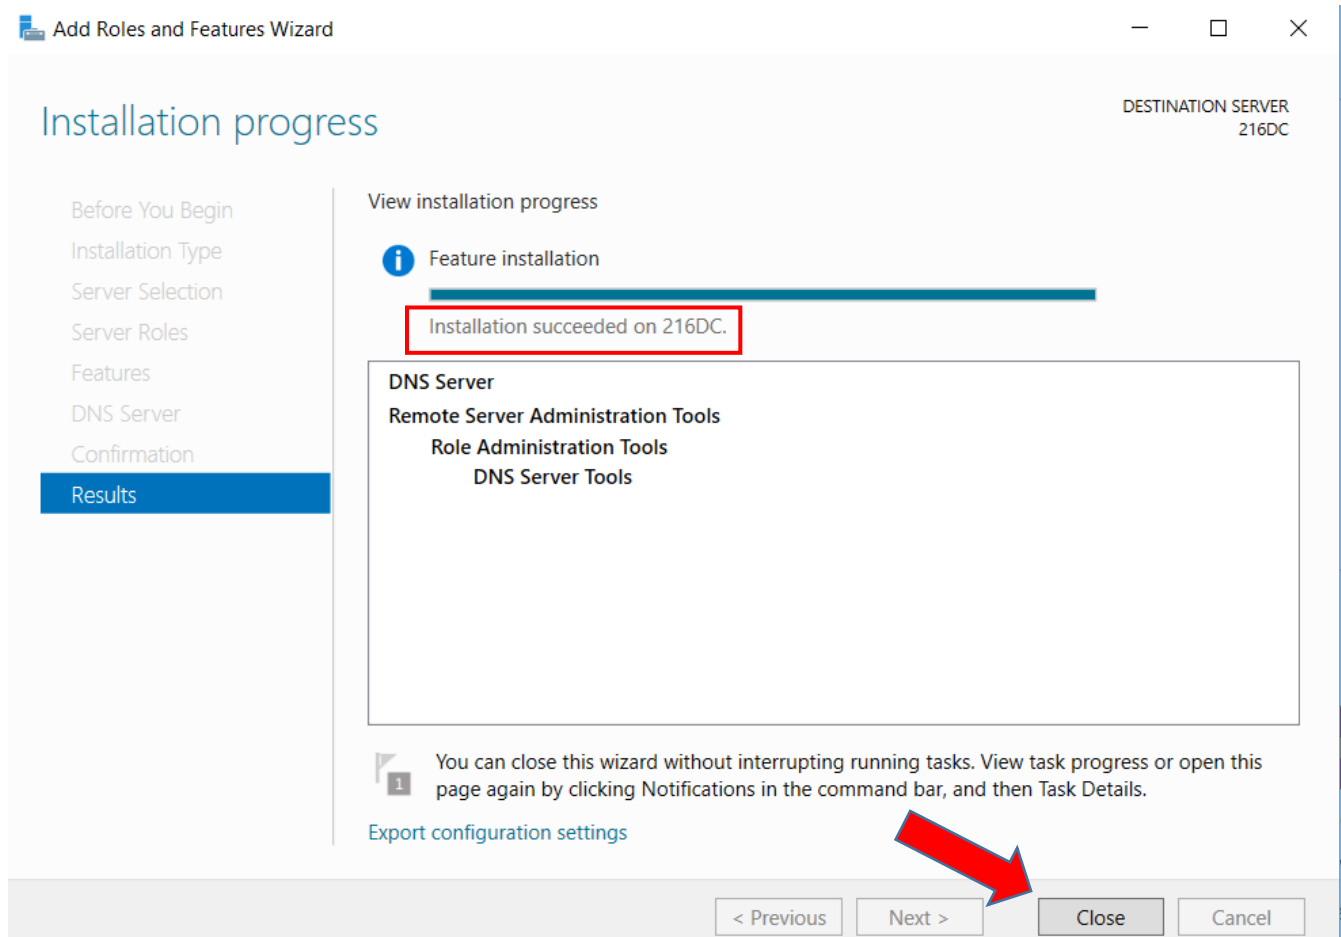 Add Roles and Features Wizard
Installation progress
DESTINATION SERVER
216DC
Before You Begin
Installation Type
Server Selection
Server Roles
Features
DNS Server
Confirmation
Results
View installation progress
Feature installation
Installation succeeded on 216DC.
DNS Server
Remote Server Administration Tools
Role Administration Tools
DNS Server Tools
1
You can close this wizard without interrupting running tasks. View task progress or open this
page again by clicking Notifications in the command bar, and then Task Details.
Export configuration settings
< Previous
Next >
Close
Cancel